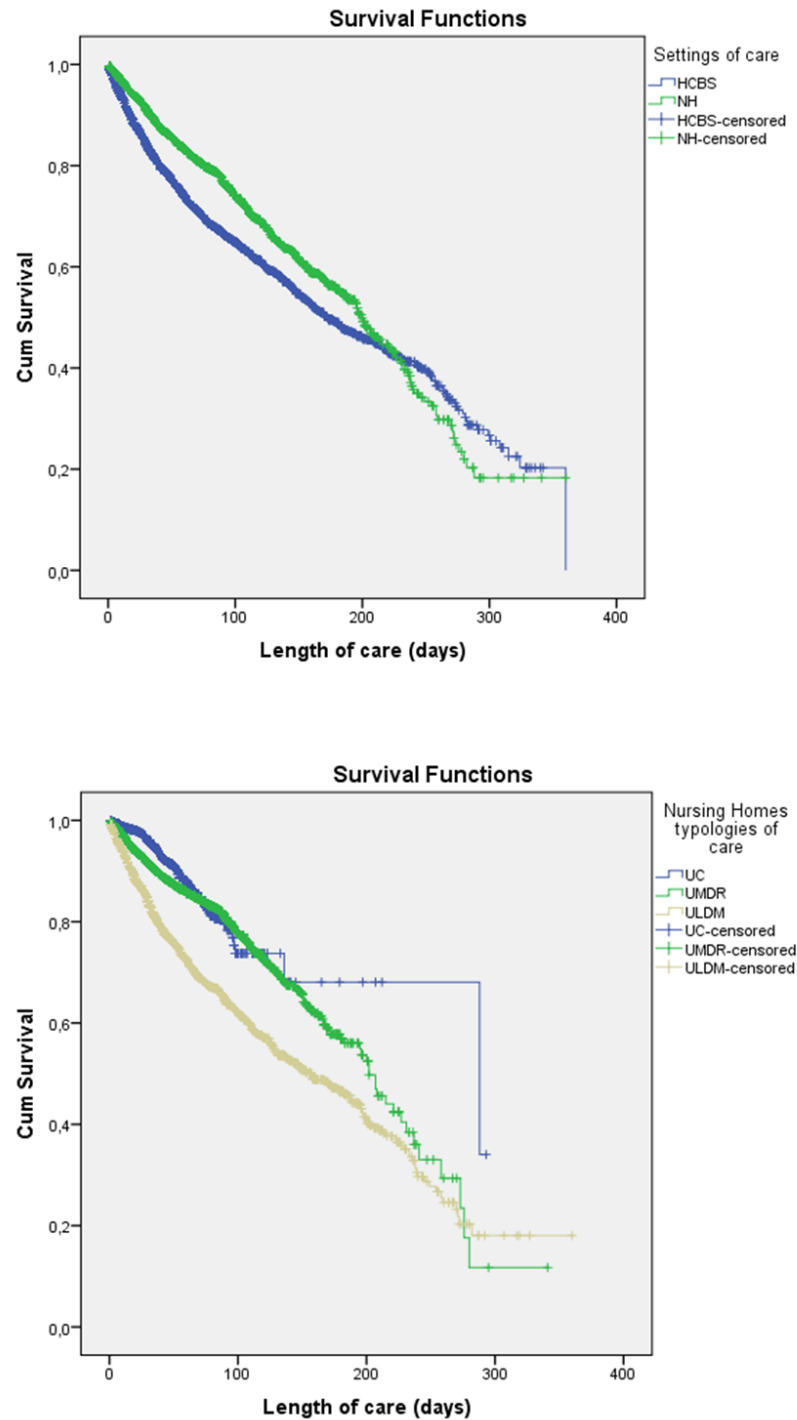 Survival Functions
Settings of care
HCBS
NH
HCBS-censored
NH-censored
1,0
0,8
0,6
0,4
0,2
0,0
Cum Survival
0 100 200 300 400
Length of care (days)
Survival Functions
Nursing Homes
typologies of
care
UC
UMDR
ULDM
UC-censored
UMDR-censored
ULDM-censored
1,0
0,8
0,6
0,4
0,2
0,0
Cum Survival
0 100 200 300 400
Length of care (days)